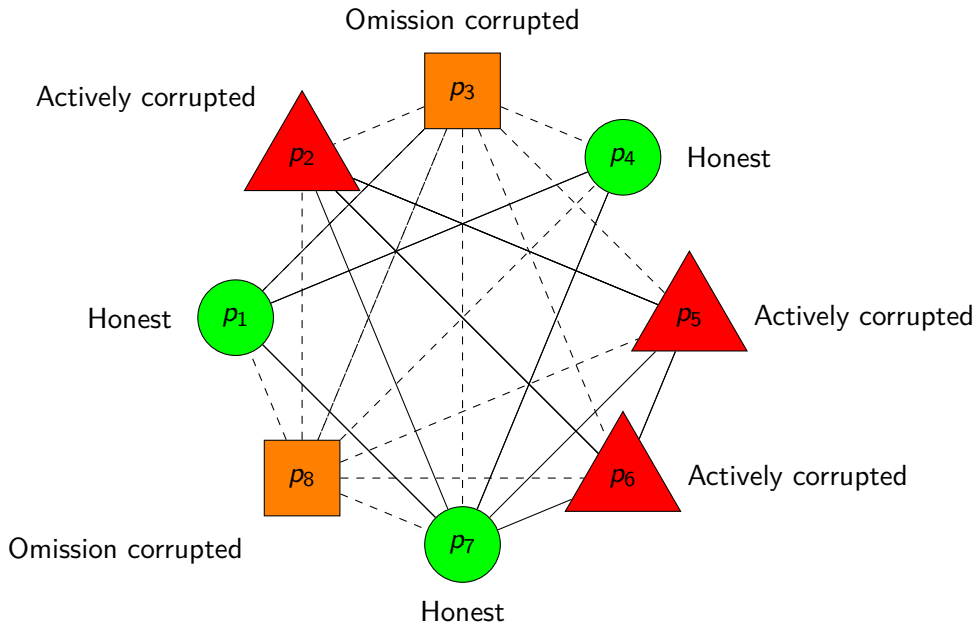 Omission corrupted
p3
Actively corrupted
p2
p4
Honest
Honest
p1
p5
Actively corrupted
p8
p6
Actively corrupted
Omission corrupted
p7
Honest